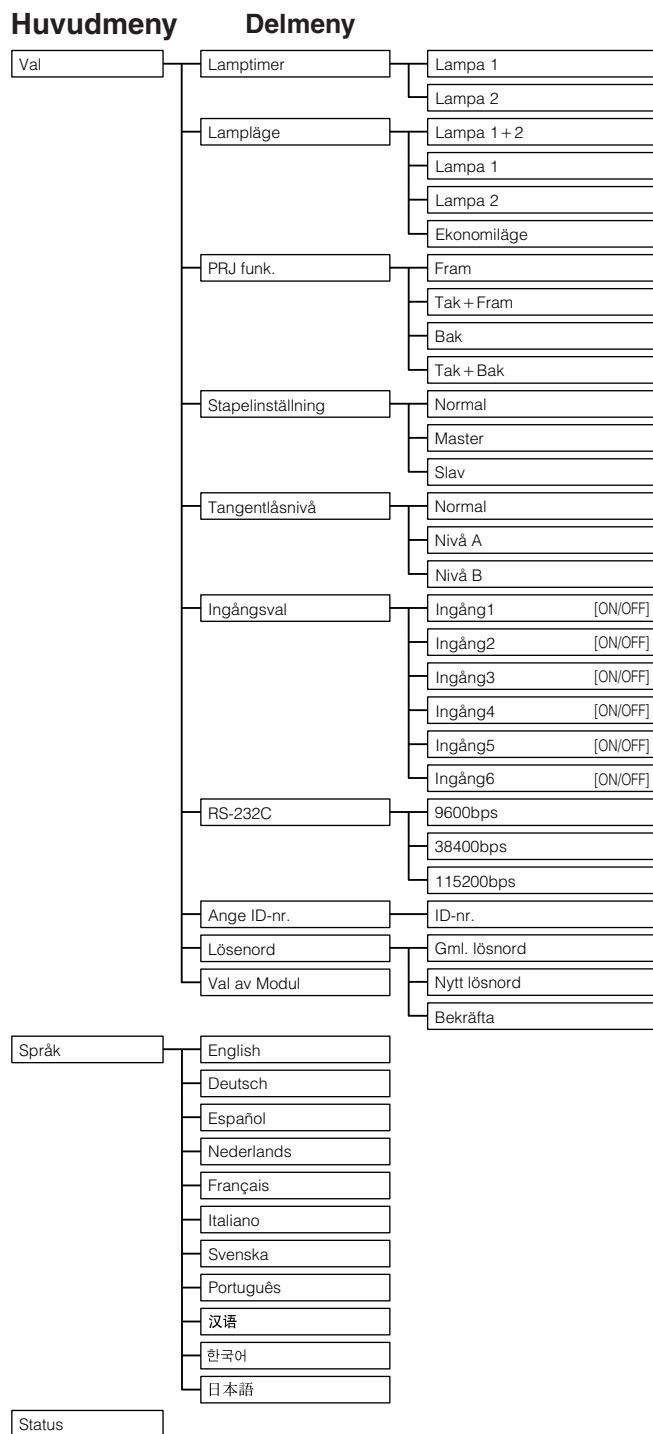 Huvudmeny Delmeny
Val Lamptimer Lampa 1
Lampa 2
Lampläge Lampa 1+2
Lampa 1
Lampa 2
Ekonomiläge
PRJ funk. Fram
Tak+Fram
Bak
Tak+Bak
Stapelinställning Normal
Master
Slav
Tangentlåsnivå Normal
Nivå A
Nivå B
Ingångsval Ingång1 [ON/OFF]
Ingång2 [ON/OFF]
Ingång3 [ON/OFF]
Ingång4 [ON/OFF]
Ingång5 [ON/OFF]
Ingång6 [ON/OFF]
RS-232C 9600bps
38400bps
115200bps
Ange ID-nr. ID-nr.
Lösenord Gml. lösnord
Val av Modul Nytt lösnord
Bekräfta
Språk English
Deutsch
Español
Nederlands
Français
Italiano
Svenska
Português
汉语
한국어
日本語
Status